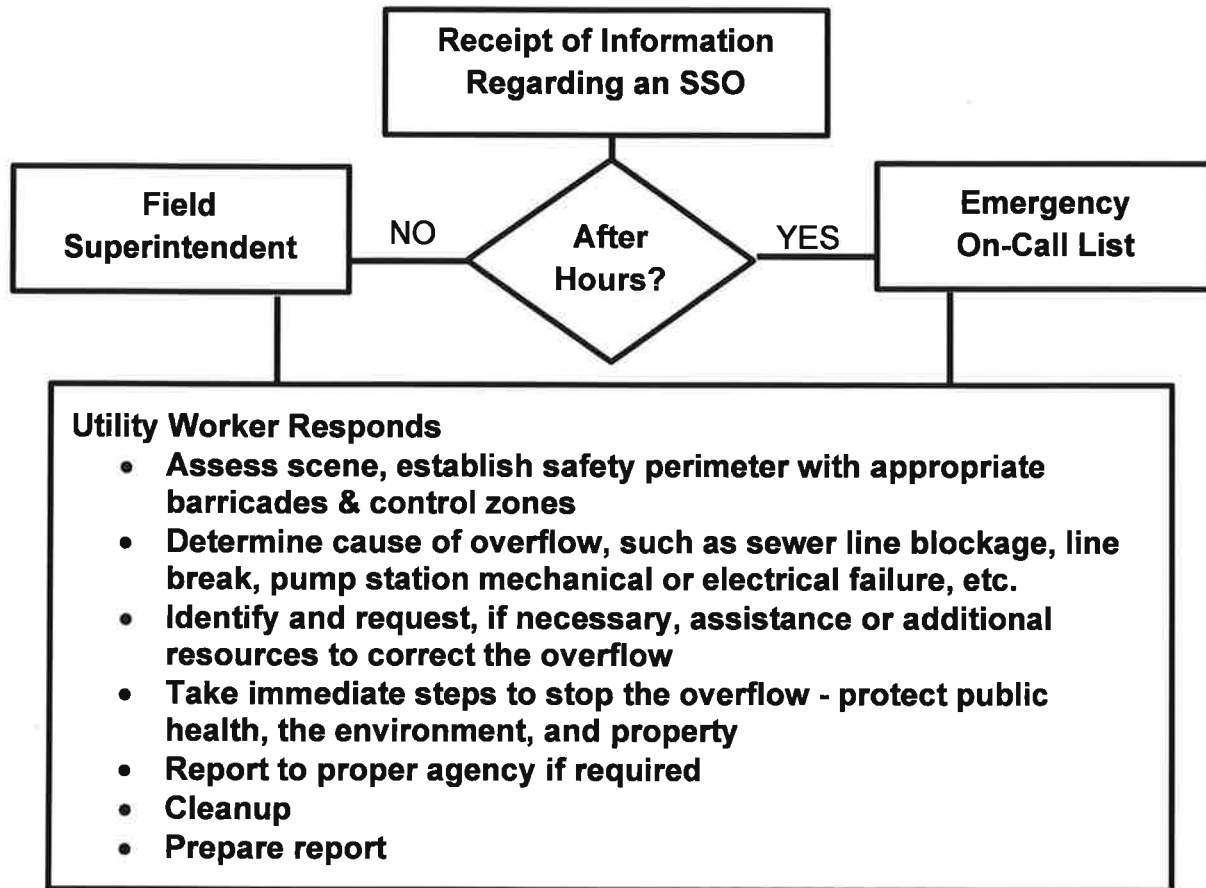 Receipt of Information
Regarding an SSO
Field
Superintendent
NO
After
Hours?
YES
Emergency
On-Call List
Utility Worker Responds
• Assess scene, establish safety perimeter with appropriate
barricades & control zones
• Determine cause of overflow, such as sewer line blockage, line
break, pump station mechanical or electrical failure, etc.
• Identify and request, if necessary, assistance or additional
resources to correct the overflow
• Take immediate steps to stop the overflow - protect public
health, the environment, and property
• Report to proper agency if required
• Cleanup
• Prepare report